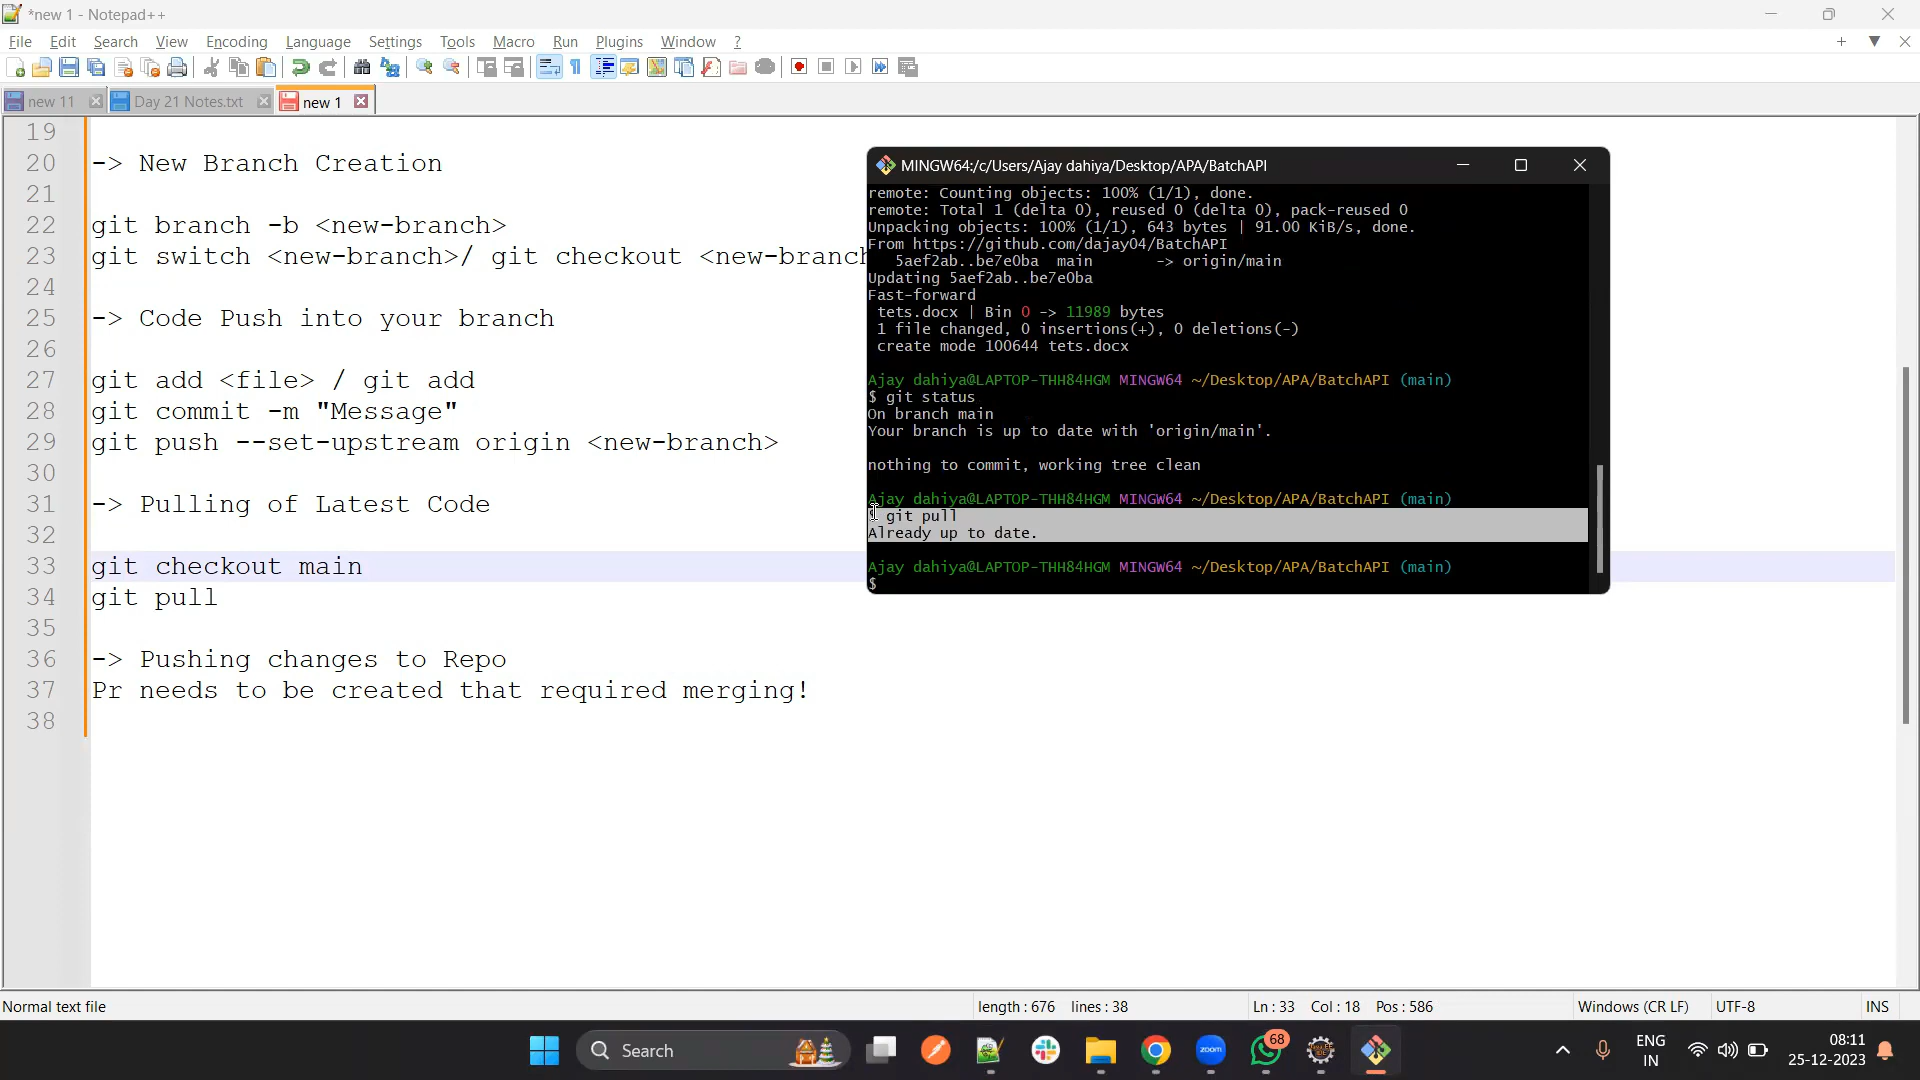 *new 1 - Notepad++
File Edit Search View Encoding Language Settings Tools Macro Run Plugins Window ?
new 11 Day 21 Notes.txt new 1
19
20 -> New Branch Creation
21
22 git branch -b <new-branch>
23 git switch <new-branch>/ git checkout <new-branch
24
25 -> Code Push into your branch
26
27 git add <file> / git add
28 git commit -m "Message"
29 git push --set-upstream origin <new-branch>
30
31 -> Pulling of Latest Code
32
33 git checkout main
34 git pull
35
36 -> Pushing changes to Repo
37 Pr needs to be created that required merging!
38
MINGW64:/c/Users/Ajay dahiya/Desktop/APA/BatchAPI
remote: Counting objects: 100% (1/1), done.
remote: Total 1 (delta 0), reused 0 (delta 0), pack-reused 0
Unpacking objects: 100% (1/1), 643 bytes | 91.00 KiB/s, done.
From https://github.com/dajay04/BatchAPI
5aef2ab..be7e0ba main -> origin/main
Updating 5aef2ab..be7e0ba
Fast-forward
tets.docx | Bin 0 -> 11989 bytes
1 file changed, 0 insertions(+), 0 deletions(-)
create mode 100644 tets.docx
Ajay dahiya@LAPTOP-THH84HGM MINGW64 ~/Desktop/APA/BatchAPI (main)
$ git status
On branch main
Your branch is up to date with 'origin/main'.
nothing to commit, working tree clean
Ajay dahiya@LAPTOP-THH84HGM MINGW64 ~/Desktop/APA/BatchAPI (main)
$ git pull
Already up to date.
Ajay dahiya@LAPTOP-THH84HGM MINGW64 ~/Desktop/APA/BatchAPI (main)
$
Normal text file length : 676 lines : 38 Ln : 33 Col : 18 Pos : 586 Windows (CR LF) UTF-8 INS
Search zoom 68 ENG IN 08:11 25-12-2023